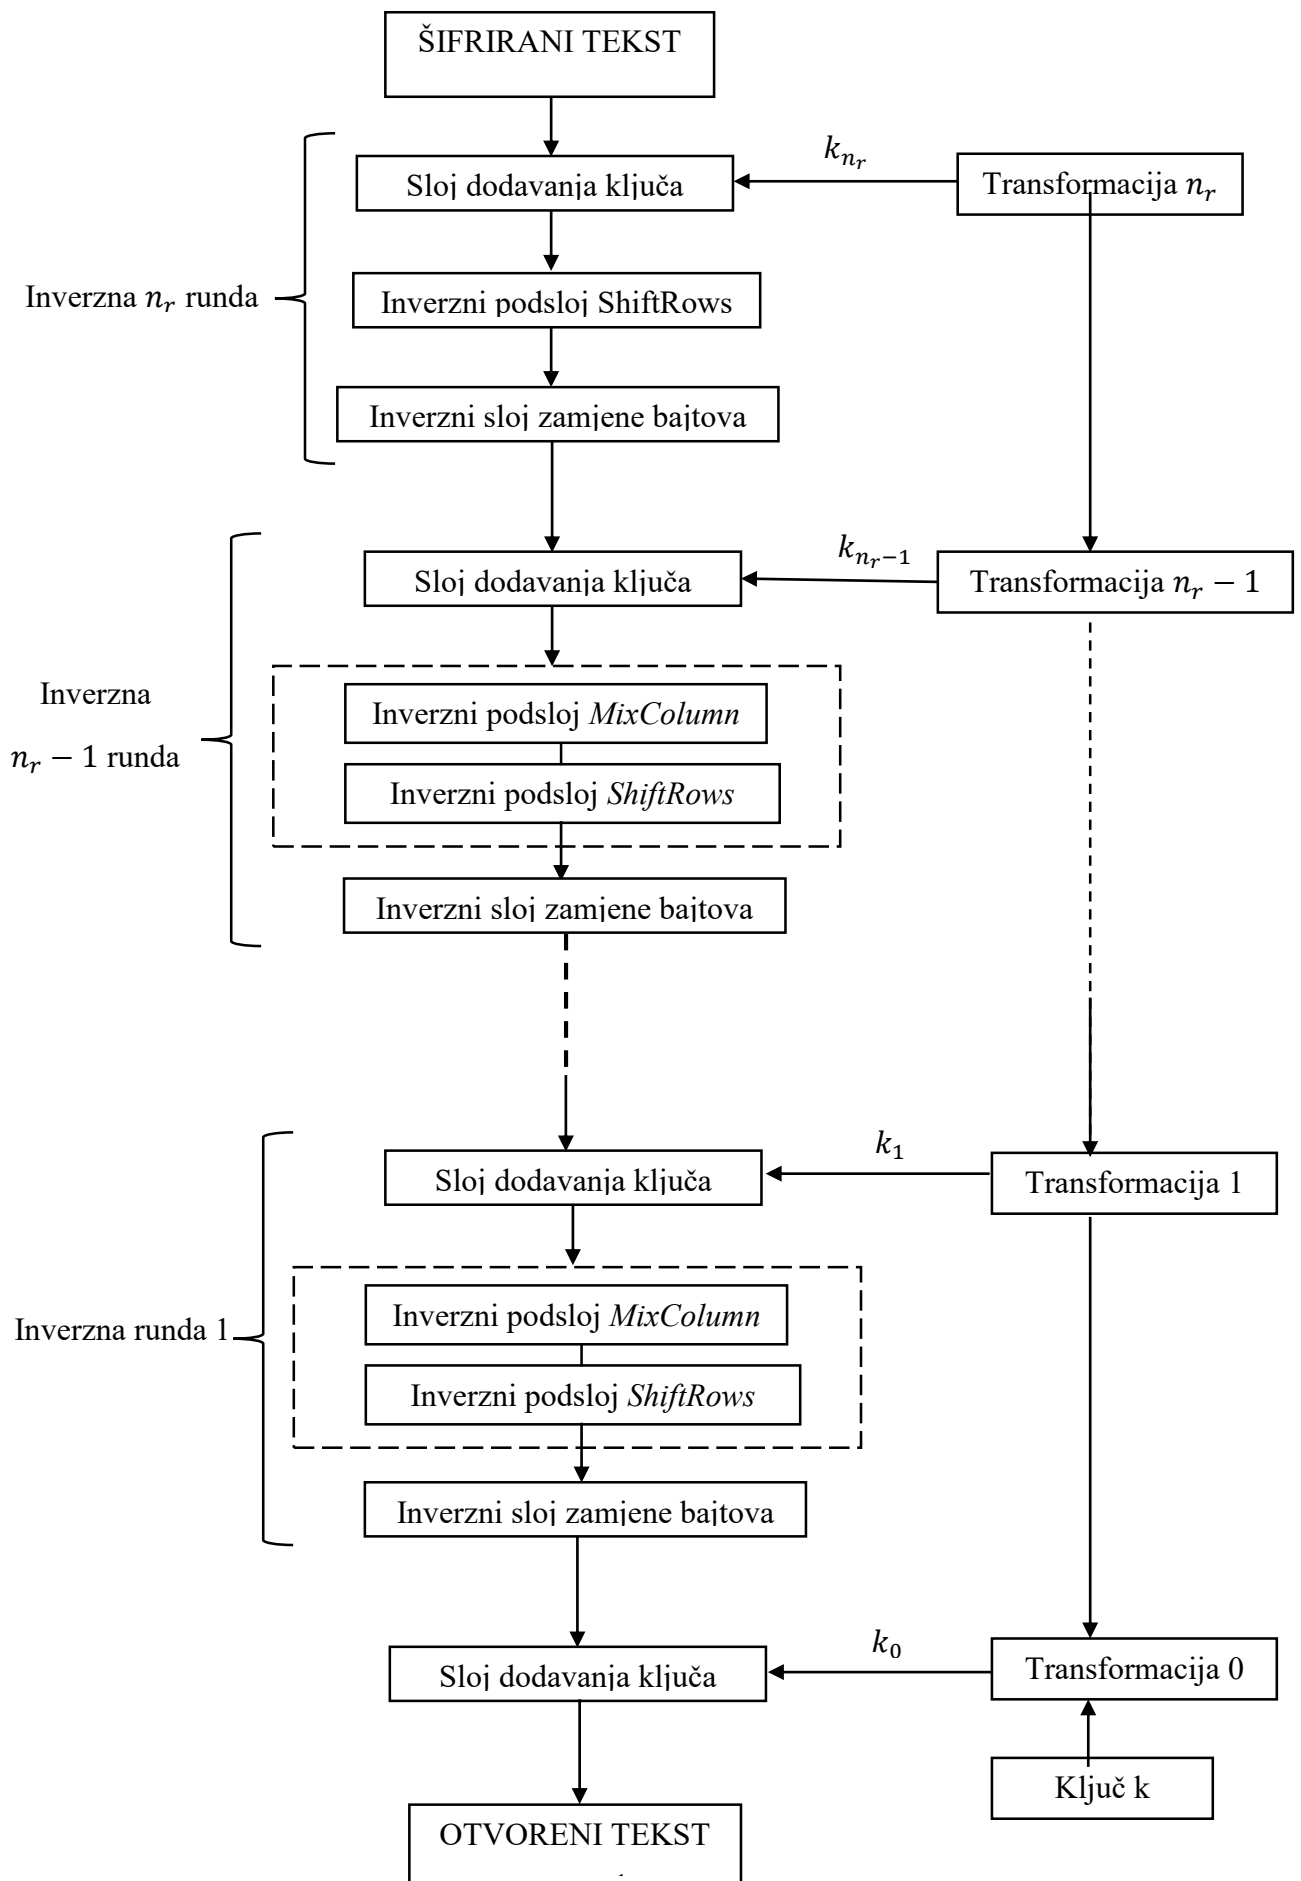 ŠIFRIRANI TEKST
k_{n_r}
Sloj dodavanja ključa
Transformacija n_r
Inverzna n_r runda
Inverzni podsloj ShiftRows
Inverzni sloj zamjene bajtova
k_{n_r-1}
Sloj dodavanja ključa
Transformacija n_r − 1
Inverzna
n_r − 1 runda
Inverzni podsloj MixColumn
Inverzni podsloj ShiftRows
Inverzni sloj zamjene bajtova
k_1
Sloj dodavanja ključa
Transformacija 1
Inverzna runda 1
Inverzni podsloj MixColumn
Inverzni podsloj ShiftRows
Inverzni sloj zamjene bajtova
k_0
Sloj dodavanja ključa
Transformacija 0
Ključ k
OTVORENI TEKST